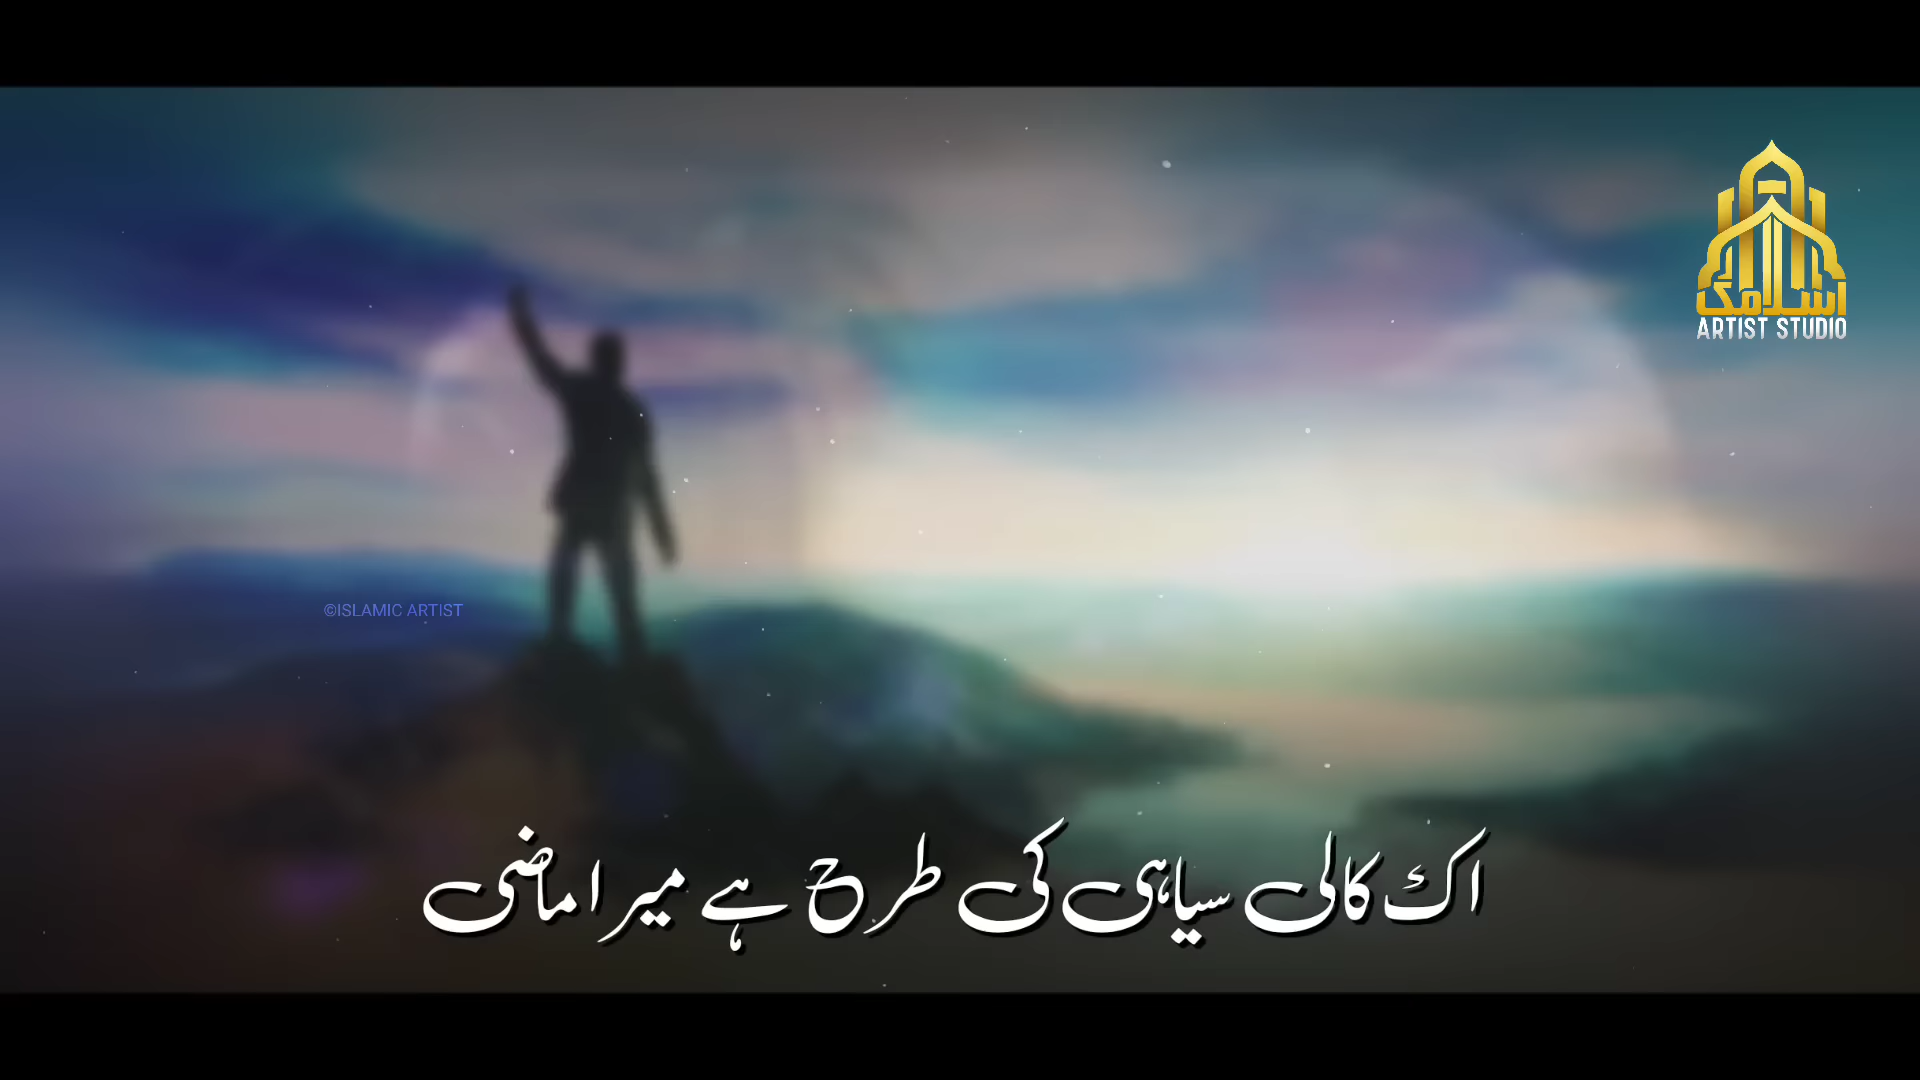 اسلامک
ARTIST STUDIO
©ISLAMIC ARTIST
اک کالی سیاہی کی طرح ہے میرا ماضی